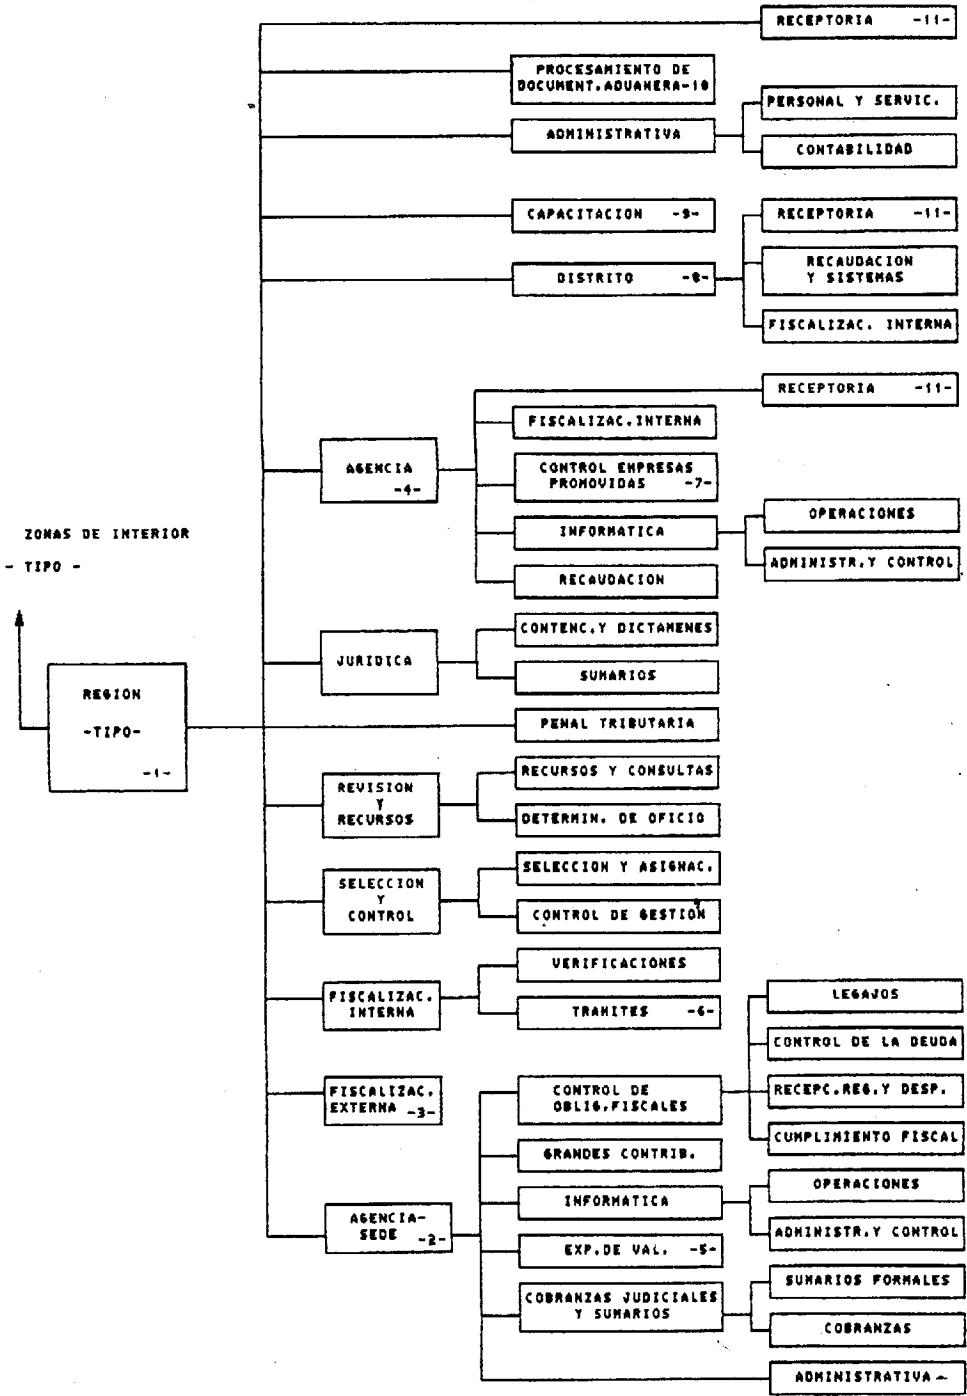 RECEPTORIA -11-
PROCESAMIENTO DE
DOCUMENT.ADUANERA-10
PERSONAL Y SERVIC.
ADMINISTRATIVA
CONTABILIDAD
CAPACITACION -9-
RECEPTORIA -11-
RECAUDACION
Y SISTEMAS
DISTRITO -8-
FISCALIZAC. INTERNA
RECEPTORIA -11-
FISCALIZAC.INTERNA
AGENCIA
-4-
CONTROL EMPRESAS
PROMOVIDAS -7-
OPERACIONES
INFORMATICA
ADMINISTR.Y CONTROL
RECAUDACION
ZONAS DE INTERIOR
- TIPO -
CONTENC.Y DICTAMENES
JURIDICA
SUMARIOS
REGION
-TIPO-
-1-
PENAL TRIBUTARIA
RECURSOS Y CONSULTAS
REVISION
Y
RECURSOS
DETERMIN. DE OFICIO
SELECCION Y ASIGNAC.
SELECCION
Y
CONTROL
CONTROL DE GESTION
VERIFICACIONES
FISCALIZAC.
INTERNA
TRAMITES -6-
LEGAJOS
CONTROL DE LA DEUDA
FISCALIZAC.
EXTERNA -3-
CONTROL DE
OBLIG.FISCALES
RECEPC.REG.Y DESP.
CUMPLIMIENTO FISCAL
GRANDES CONTRIB.
OPERACIONES
INFORMATICA
AGENCIA-
SEDE -2-
ADMINISTR.Y CONTROL
EXP.DE VAL. -5-
SUMARIOS FORMALES
COBRANZAS JUDICIALES
Y SUMARIOS
COBRANZAS
ADMINISTRATIVA -